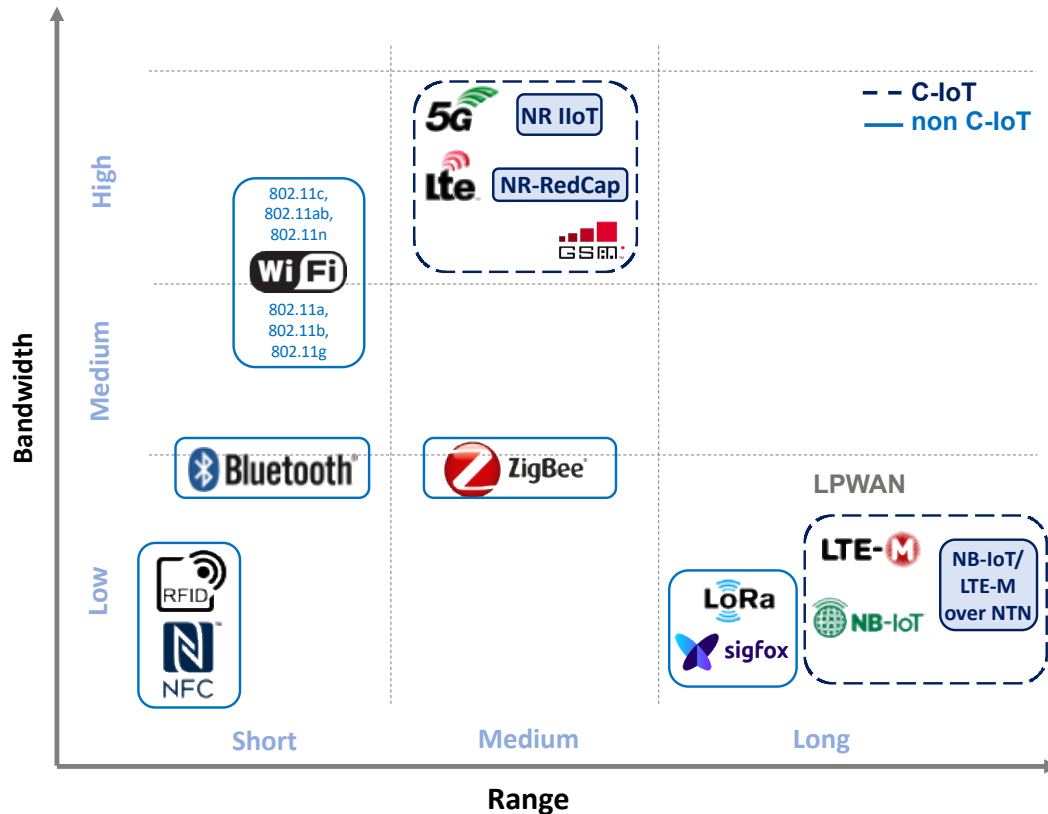 C-IoT
non C-IoT
5G
NR IIoT
Lte
NR-RedCap
GSM
High
802.11c,
802.11ab,
802.11n
Wi Fi
802.11a,
802.11b,
802.11g
Medium
Bandwidth
Bluetooth®
ZigBee®
LPWAN
LTE-M
NB-IoT/
LTE-M
over NTN
NB-IoT
LoRa
sigfox
Low
RFID
NFC
Short
Medium
Long
Range